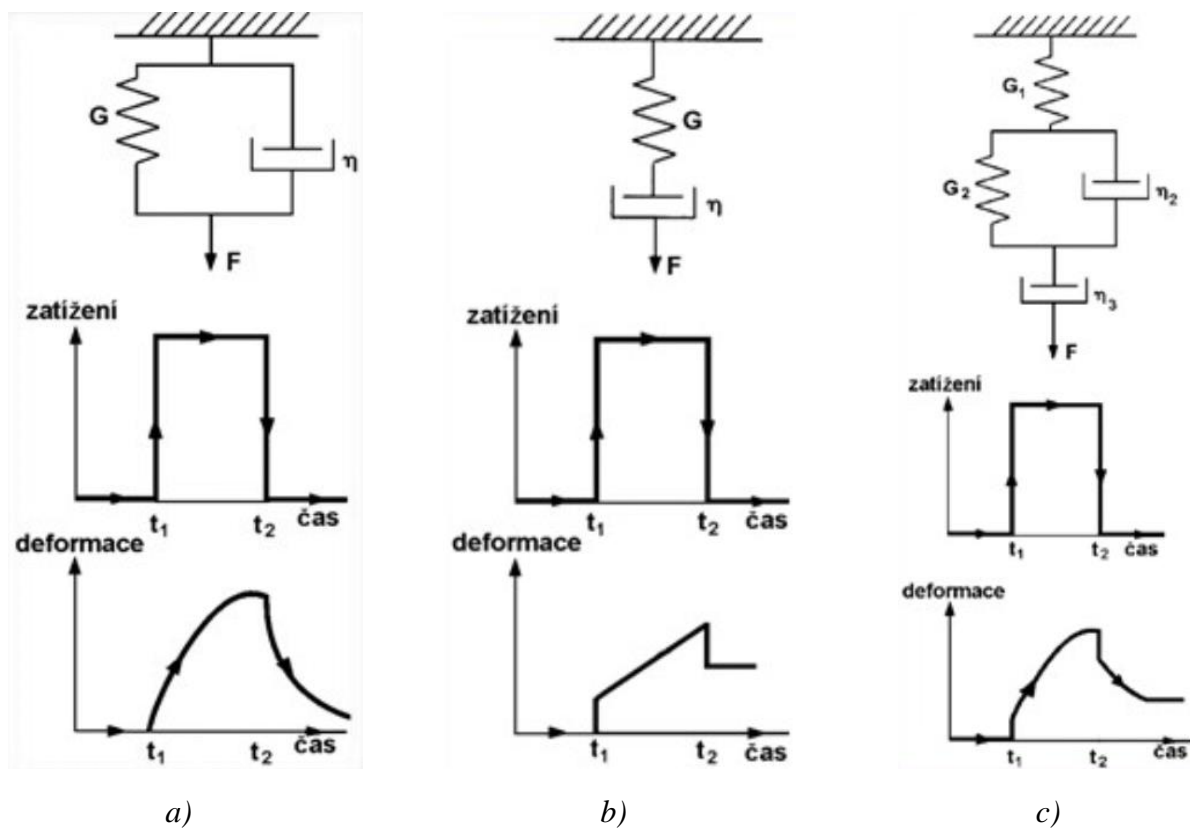 G
η
F
zatížení
t1
t2
čas
deformace
t1
t2
čas
a)
G
η
F
zatížení
t1
t2
čas
deformace
t1
t2
čas
b)
G1
G2
η2
η3
F
zatížení
t1
t2
čas
deformace
t1
t2
čas
c)